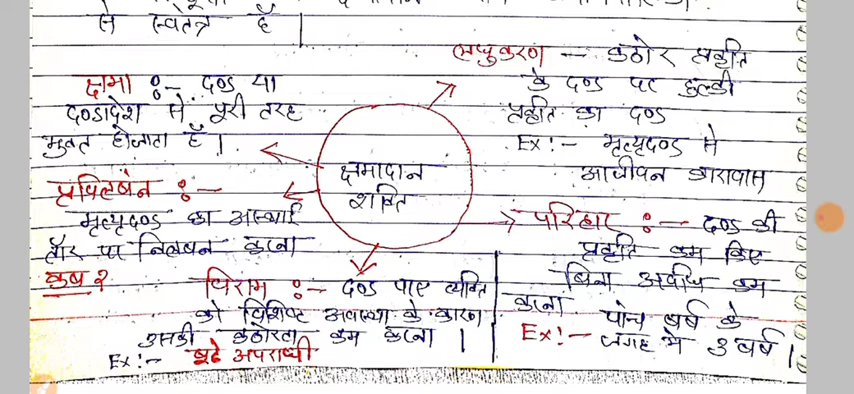 से स्वतंत्र है
लघुकरण — कठोर प्रकृति
के दण्ड पर हल्की
प्रकृति का दण्ड
Ex:- मृत्युदण्ड से
आजीवन कारावास
क्षमा :- दण्ड या
दण्डादेश से पूरी तरह
मुक्त होजाता है।
क्षमादान
शक्ति
प्रविलंबन :-
मृत्युदण्ड का अस्थाई
तौर पर निलंबन करना
कब ?
परिहार :- दण्ड की
प्रकृति कम किए
बिना अवधि कम
करना
Ex:- पांच वर्ष के
जगह में 3 वर्ष।
विराम :- दण्ड पाए व्यक्ति
को विशिष्ट अवस्था के कारण
उसकी कठोरता कम करना।
Ex:- बूढे अपराधी